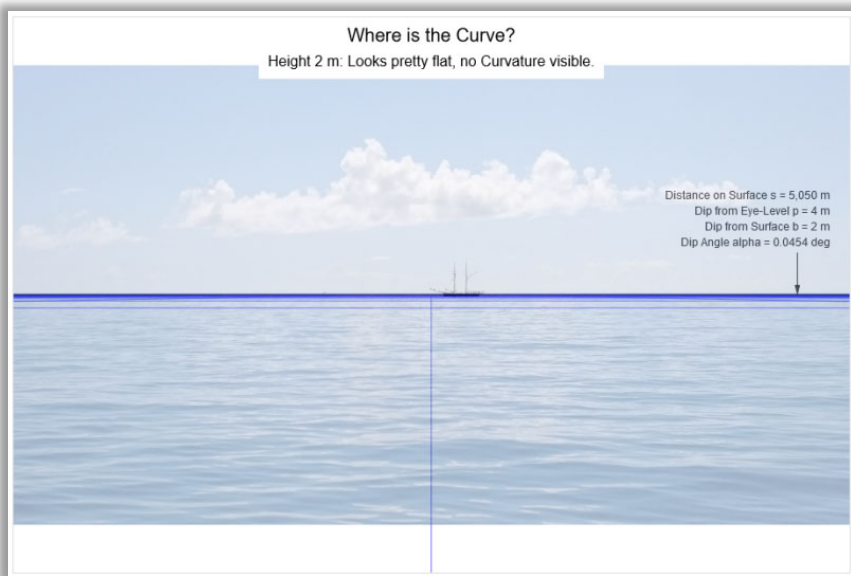 Where is the Curve?
Height 2 m: Looks pretty flat, no Curvature visible.
Distance on Surface s = 5,050 m
Dip from Eye-Level p = 4 m
Dip from Surface b = 2 m
Dip Angle alpha = 0.0454 deg